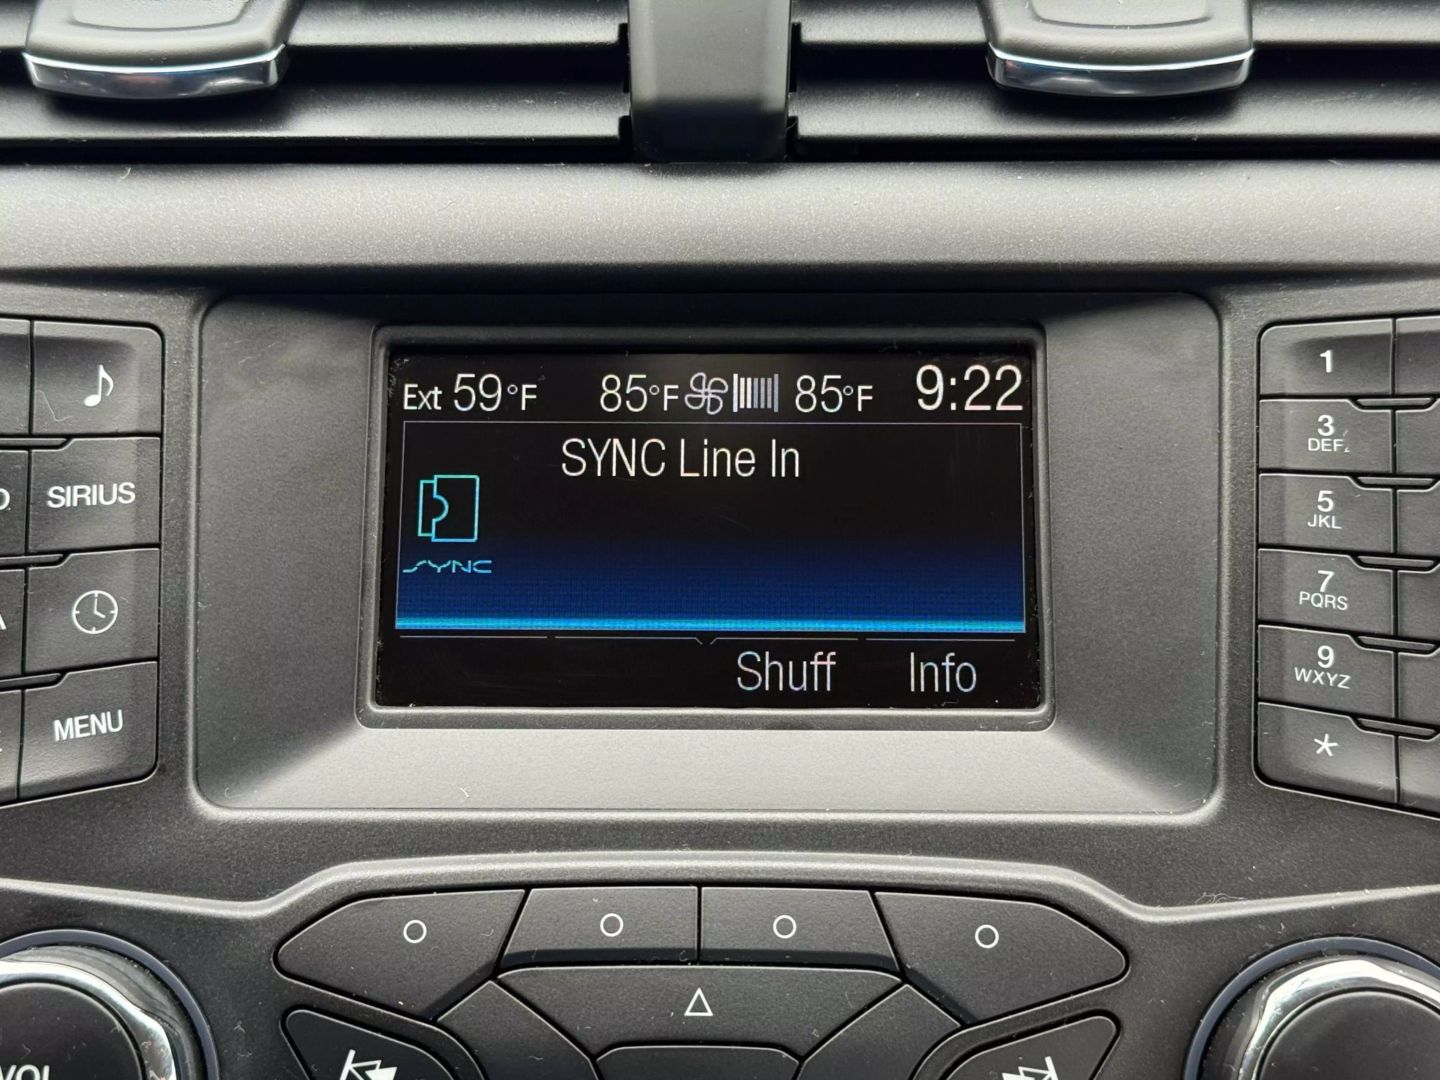 Ext 59°F 85°F 85°F 9:22
SYNC Line In
SYNC
Shuff Info
SIRIUS
MENU
VOL
1
3
DEF
5
JKL
7
PQRS
9
WXYZ
*